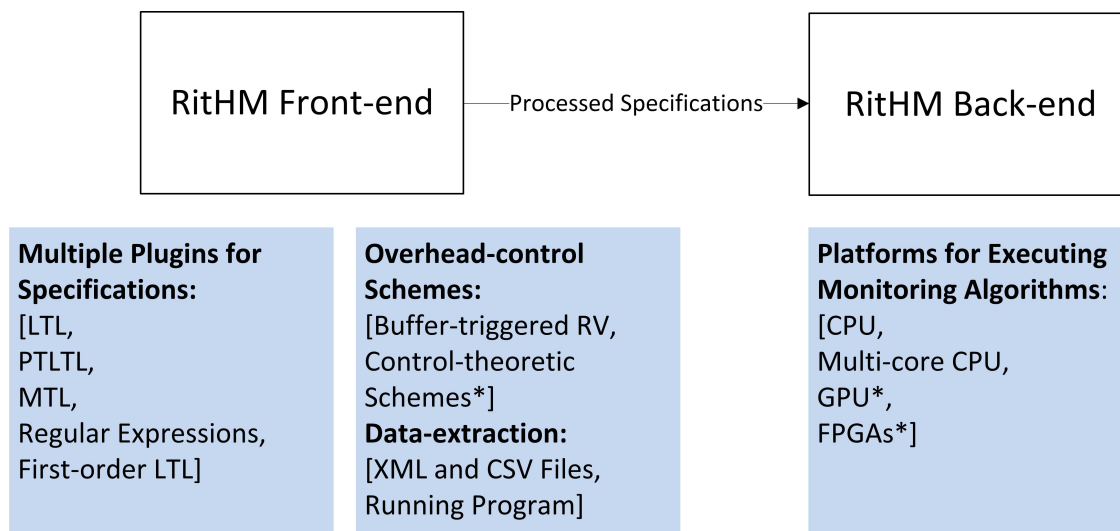 RitHM Front-end
Processed Specifications
RitHM Back-end
Multiple Plugins for
Specifications:
[LTL,
PTLTL,
MTL,
Regular Expressions,
First-order LTL]
Overhead-control
Schemes:
[Buffer-triggered RV,
Control-theoretic
Schemes*]
Data-extraction:
[XML and CSV Files,
Running Program]
Platforms for Executing
Monitoring Algorithms:
[CPU,
Multi-core CPU,
GPU*,
FPGAs*]